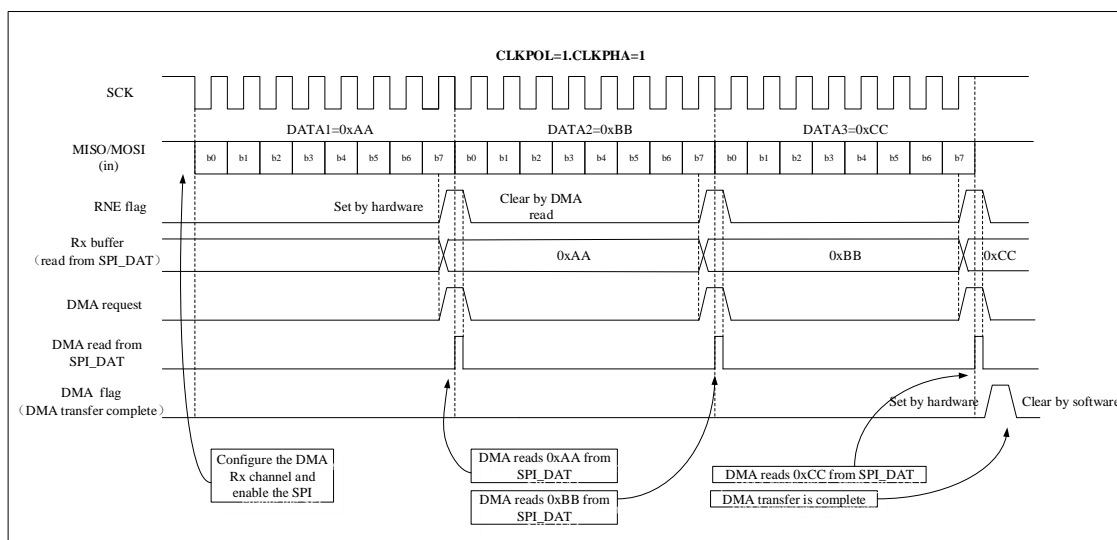 CLKPOL=1.CLKPHA=1
SCK
DATA1=0xAA
DATA2=0xBB
DATA3=0xCC
MISO/MOSI
(in)
b0 b1 b2 b3 b4 b5 b6 b7 b0 b1 b2 b3 b4 b5 b6 b7 b0 b1 b2 b3 b4 b5 b6 b7
RNE flag
Set by hardware
Clear by DMA
read
Rx buffer
（read from SPI_DAT）
0xAA
0xBB
0xCC
DMA request
DMA read from
SPI_DAT
DMA flag
（DMA transfer complete）
Set by hardware
Clear by software
Configure the DMA
Rx channel and
enable the SPI
DMA reads 0xAA from
SPI_DAT
DMA reads 0xBB from
SPI_DAT
DMA reads 0xCC from SPI_DAT
DMA transfer is complete